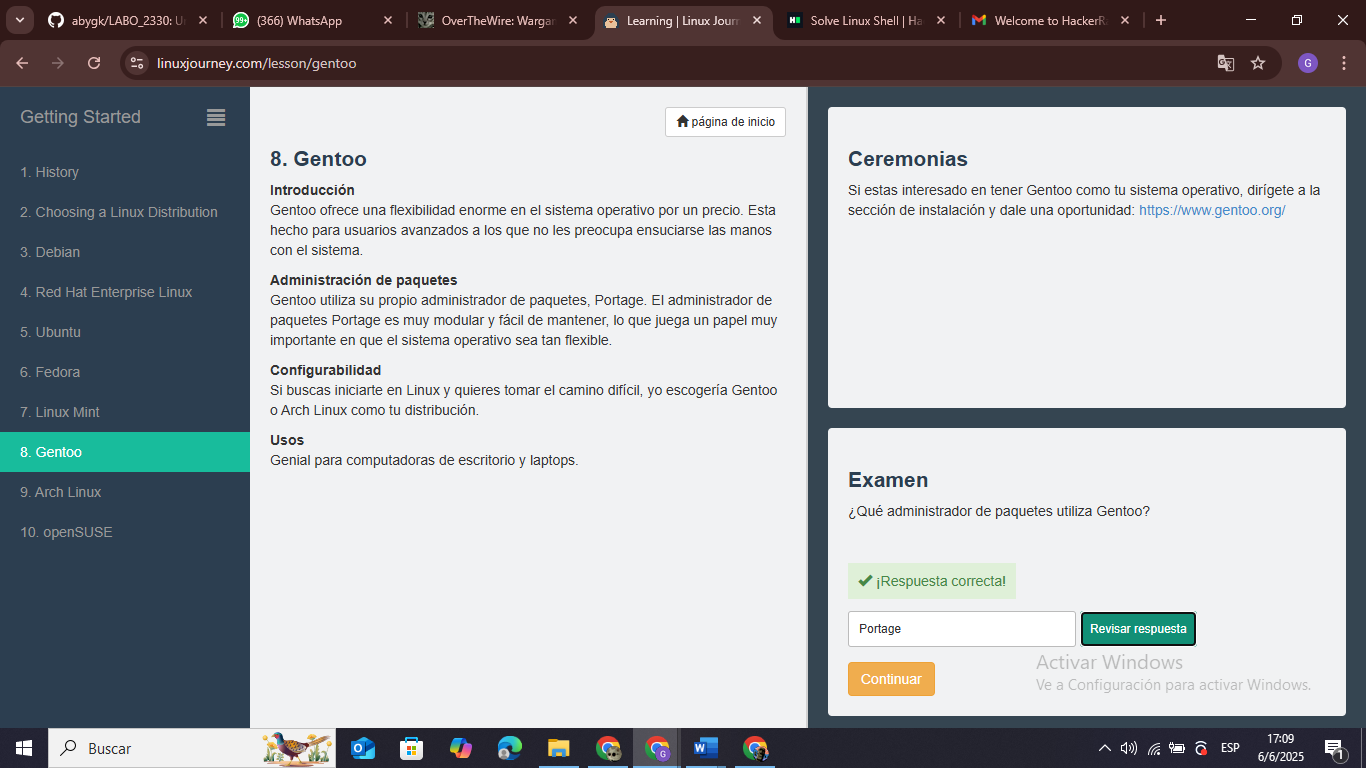 abygk/LABO_2330: U
(366) WhatsApp
OverTheWire: Wargar
Learning | Linux Jour
Solve Linux Shell | Ha
Welcome to HackerR
linuxjourney.com/lesson/gentoo
G
Getting Started
1. History
2. Choosing a Linux Distribution
3. Debian
4. Red Hat Enterprise Linux
5. Ubuntu
6. Fedora
7. Linux Mint
8. Gentoo
9. Arch Linux
10. openSUSE
página de inicio
8. Gentoo
Introducción
Gentoo ofrece una flexibilidad enorme en el sistema operativo por un precio. Esta
hecho para usuarios avanzados a los que no les preocupa ensuciarse las manos
con el sistema.
Administración de paquetes
Gentoo utiliza su propio administrador de paquetes, Portage. El administrador de
paquetes Portage es muy modular y fácil de mantener, lo que juega un papel muy
importante en que el sistema operativo sea tan flexible.
Configurabilidad
Si buscas iniciarte en Linux y quieres tomar el camino difícil, yo escogería Gentoo
o Arch Linux como tu distribución.
Usos
Genial para computadoras de escritorio y laptops.
Ceremonias
Si estas interesado en tener Gentoo como tu sistema operativo, dirígete a la
sección de instalación y dale una oportunidad: https://www.gentoo.org/
Examen
¿Qué administrador de paquetes utiliza Gentoo?
¡Respuesta correcta!
Portage
Revisar respuesta
Continuar
Activar Windows
Ve a Configuración para activar Windows.
Buscar
ESP
17:09
6/6/2025
1